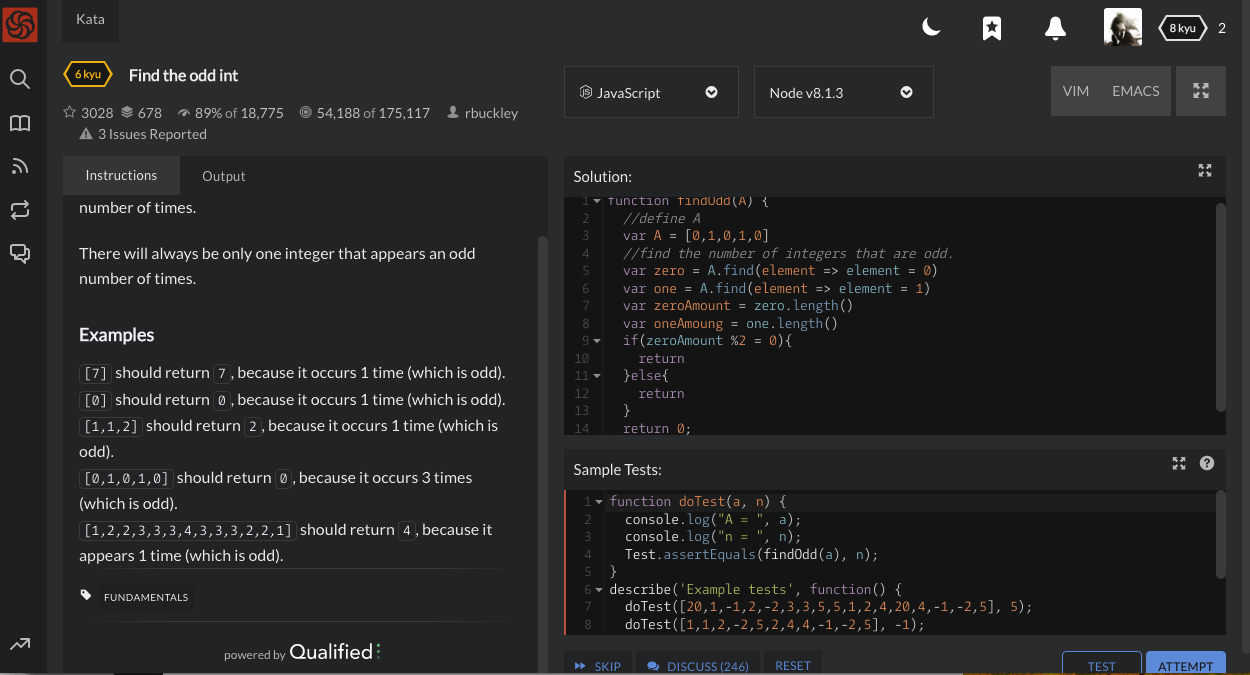 Kata
8 kyu 2
6 kyu Find the odd int
3028 678 89% of 18,775 54,188 of 175,117 rbuckley
3 Issues Reported
JavaScript
Node v8.1.3
VIM EMACS
Instructions Output
number of times.
There will always be only one integer that appears an odd
number of times.
Examples
[7] should return 7, because it occurs 1 time (which is odd).
[0] should return 0, because it occurs 1 time (which is odd).
[1,1,2] should return 2, because it occurs 1 time (which is
odd).
[0,1,0,1,0] should return 0, because it occurs 3 times
(which is odd).
[1,2,2,3,3,3,4,3,3,3,2,2,1] should return 4, because it
appears 1 time (which is odd).
FUNDAMENTALS
powered by Qualified
Solution:
1 function findOdd(A) {
2 //define A
3 var A = [0,1,0,1,0]
4 //find the number of integers that are odd.
5 var zero = A.find(element => element = 0)
6 var one = A.find(element => element = 1)
7 var zeroAmount = zero.length()
8 var oneAmoung = one.length()
9 if(zeroAmount %2 = 0){
10 return
11 }else{
12 return
13 }
14 return 0;
Sample Tests:
1 function doTest(a, n) {
2 console.log("A = ", a);
3 console.log("n = ", n);
4 Test.assertEquals(findOdd(a), n);
5 }
6 describe('Example tests', function() {
7 doTest([20,1,-1,2,-2,3,3,5,5,1,2,4,20,4,-1,-2,5], 5);
8 doTest([1,1,2,-2,5,2,4,4,-1,-2,5], -1);
SKIP DISCUSS (246) RESET TEST ATTEMPT